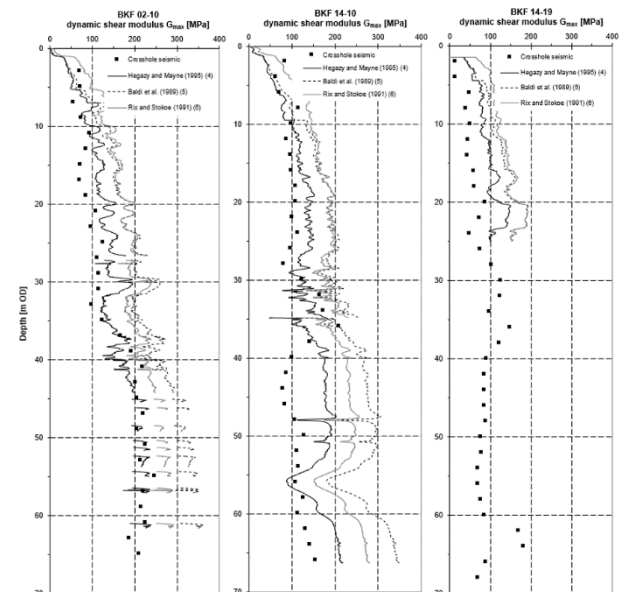 BKF 02-10
dynamic shear modulus Gmax [MPa]
0 100 200 300 400
Crosshole seismic
Hegazy and Mayne (1995) (4)
Baldi et al. (1989) (5)
Rix and Stokoe (1991) (6)
Depth [m OD]
0
10
20
30
40
50
60
70
BKF 14-10
dynamic shear modulus Gmax [MPa]
0 100 200 300 400
Crosshole seismic
Hegazy and Mayne (1995) (4)
Baldi et al. (1989) (5)
Rix and Stokoe (1991) (6)
0
10
20
30
40
50
60
70
BKF 14-19
dynamic shear modulus Gmax [MPa]
0 100 200 300 400
Crosshole seismic
Hegazy and Mayne (1995) (4)
Baldi et al. (1989) (5)
Rix and Stokoe (1991) (6)
0
10
20
30
40
50
60
70